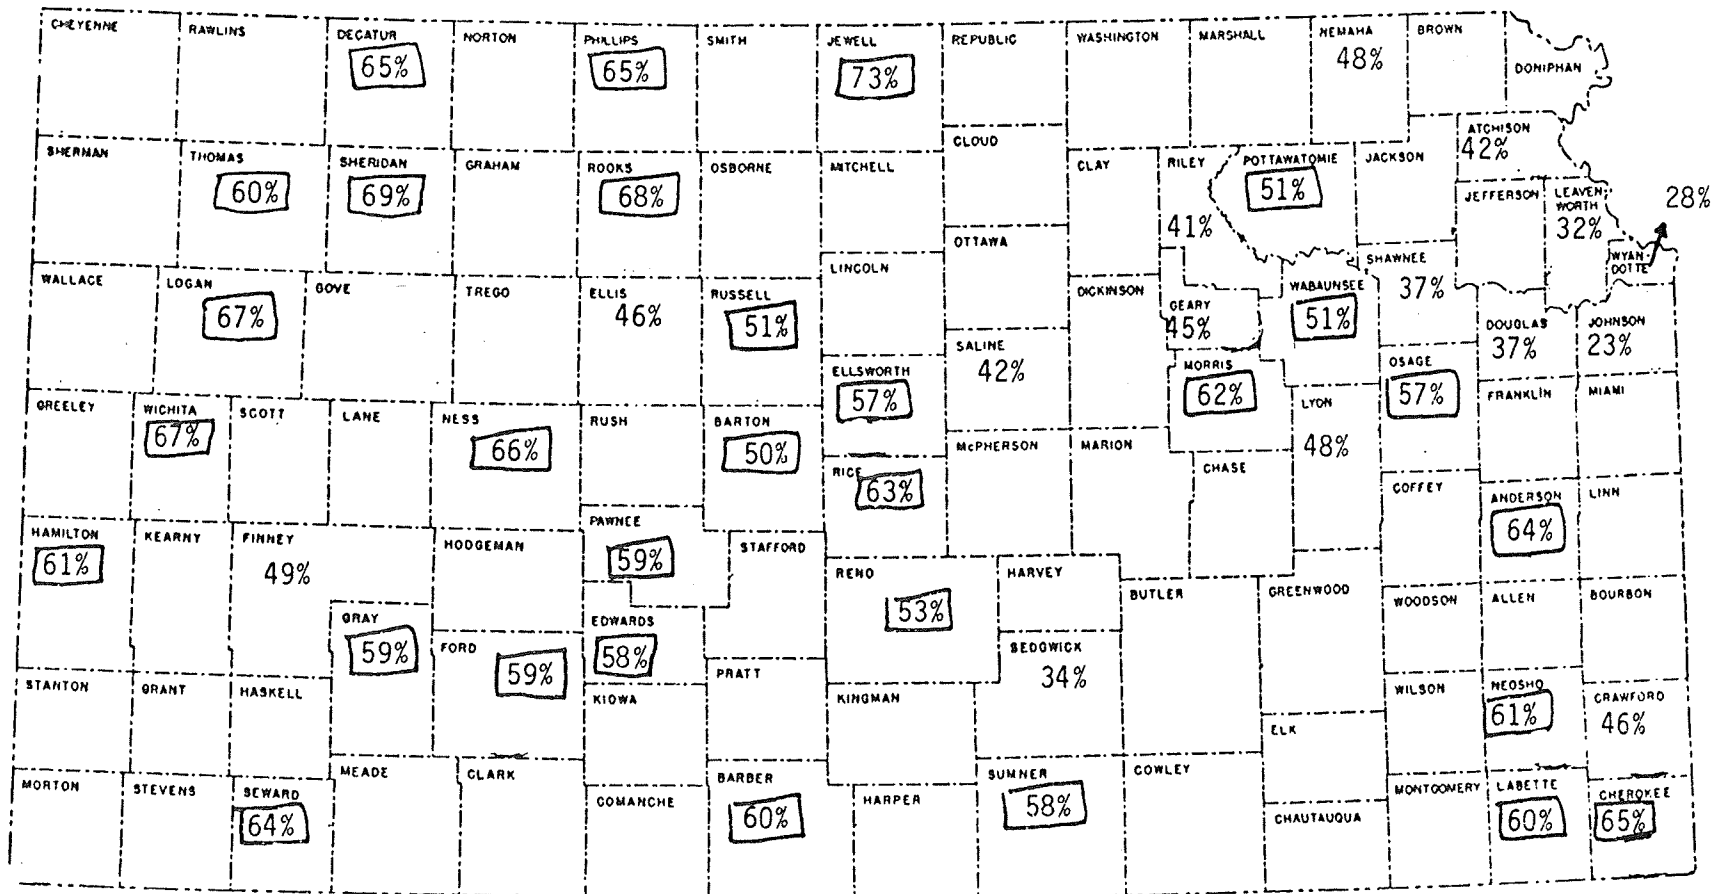 CHEYENNE
RAWLINS
DECATUR
65%
NORTON
PHILLIPS
65%
SMITH
JEWELL
73%
REPUBLIC
WASHINGTON
MARSHALL
NEMAHA
48%
BROWN
DONIPHAN
SHERMAN
THOMAS
60%
SHERIDAN
69%
GRAHAM
ROOKS
68%
OSBORNE
MITCHELL
CLOUD
CLAY
RILEY
41%
POTTAWATOMIE
51%
JACKSON
ATCHISON
42%
JEFFERSON
LEAVEN
WORTH
32%
28%
WYAN-
DOTTE
WALLACE
LOGAN
67%
GOVE
TREGO
ELLIS
46%
RUSSELL
51%
LINCOLN
OTTAWA
DICKINSON
GEARY
45%
WABAUNSEE
51%
SHAWNEE
37%
DOUGLAS
37%
JOHNSON
23%
SALINE
42%
ELLSWORTH
57%
MORRIS
62%
OSAGE
57%
GREELEY
WICHITA
67%
SCOTT
LANE
NESS
66%
RUSH
BARTON
50%
RICE
63%
McPHERSON
MARION
CHASE
LYON
48%
FRANKLIN
MIAMI
COFFEY
ANDERSON
64%
LINN
HAMILTON
61%
KEARNY
FINNEY
49%
HODGEMAN
PAWNEE
59%
STAFFORD
RENO
53%
HARVEY
BUTLER
GREENWOOD
WOODSON
ALLEN
BOURBON
GRAY
59%
FORD
59%
EDWARDS
58%
PRATT
SEDGWICK
34%
STANTON
GRANT
HASKELL
KIOWA
KINGMAN
ELK
WILSON
NEOSHO
61%
CRAWFORD
46%
MORTON
STEVENS
SEWARD
64%
MEADE
CLARK
COMANCHE
BARBER
60%
HARPER
SUMNER
58%
COWLEY
CHAUTAUQUA
MONTGOMERY
LABETTE
60%
CHEROKEE
65%